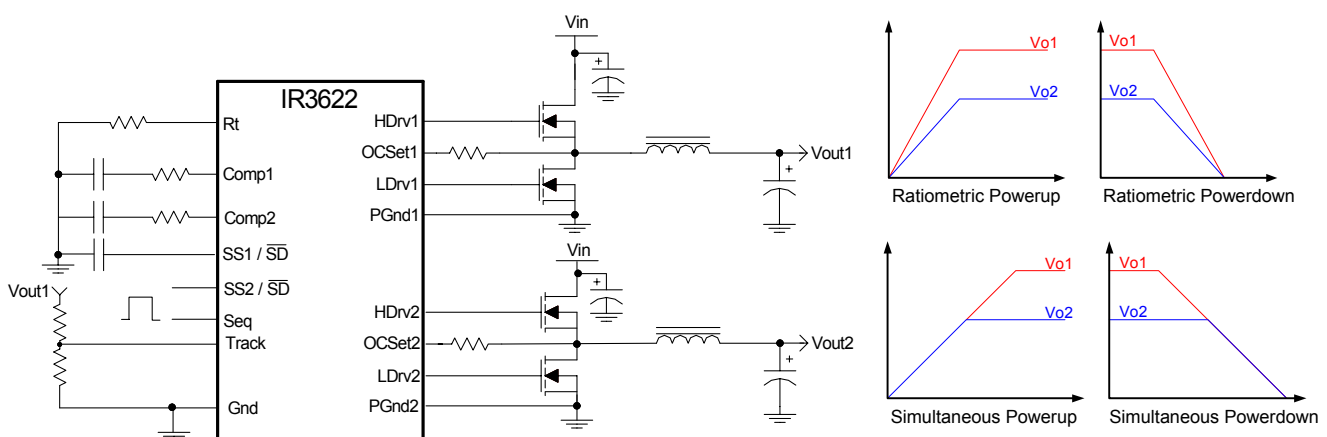 IR3622
Rt
Comp1
Comp2
SS1 / SD
SS2 / SD
Seq
Track
Gnd
Vout1
HDrv1
OCSet1
LDrv1
PGnd1
HDrv2
OCSet2
LDrv2
PGnd2
Vin
+
Vout1
+
Vin
+
Vout2
+
Vo1
Vo2
Ratiometric Powerup
Vo1
Vo2
Ratiometric Powerdown
Vo1
Vo2
Simultaneous Powerup
Vo1
Vo2
Simultaneous Powerdown